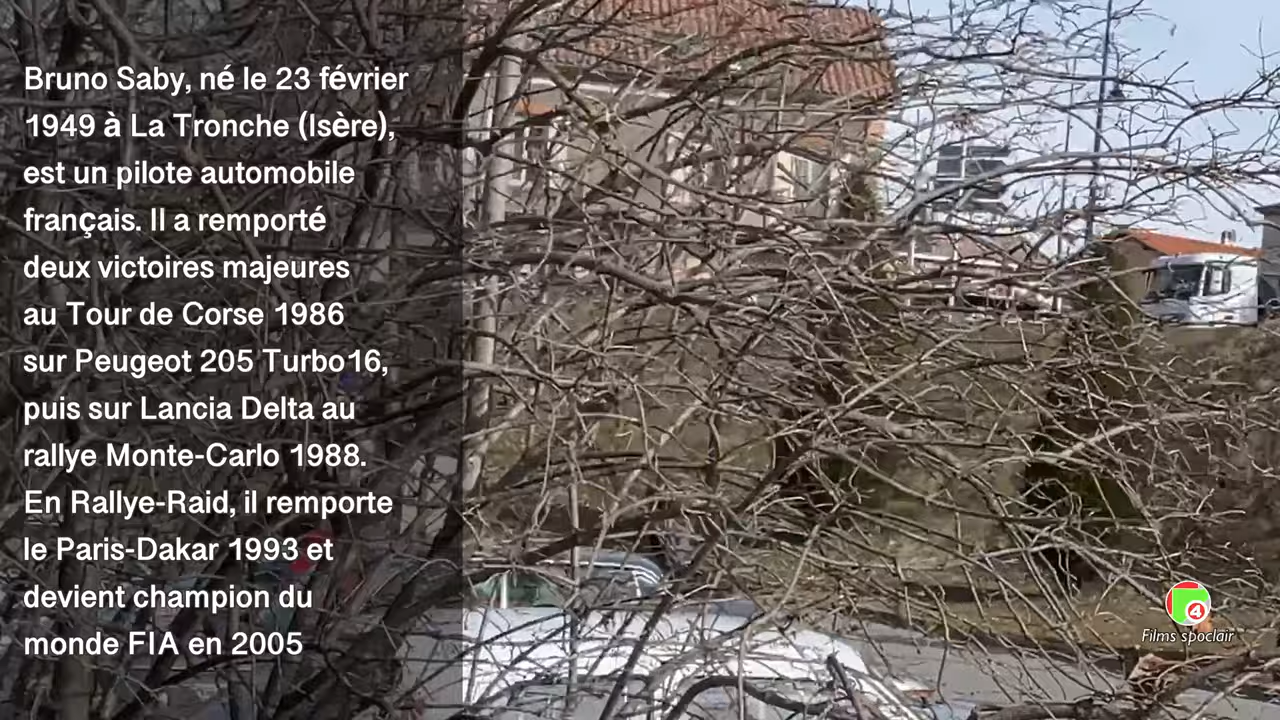 Bruno Saby, né le 23 février
1949 à La Tronche (Isère),
est un pilote automobile
français. Il a remporté
deux victoires majeures
au Tour de Corse 1986
sur Peugeot 205 Turbo16,
puis sur Lancia Delta au
rallye Monte-Carlo 1988.
En Rallye-Raid, il remporte
le Paris-Dakar 1993 et
devient champion du
monde FIA en 2005
4
Films spoclair